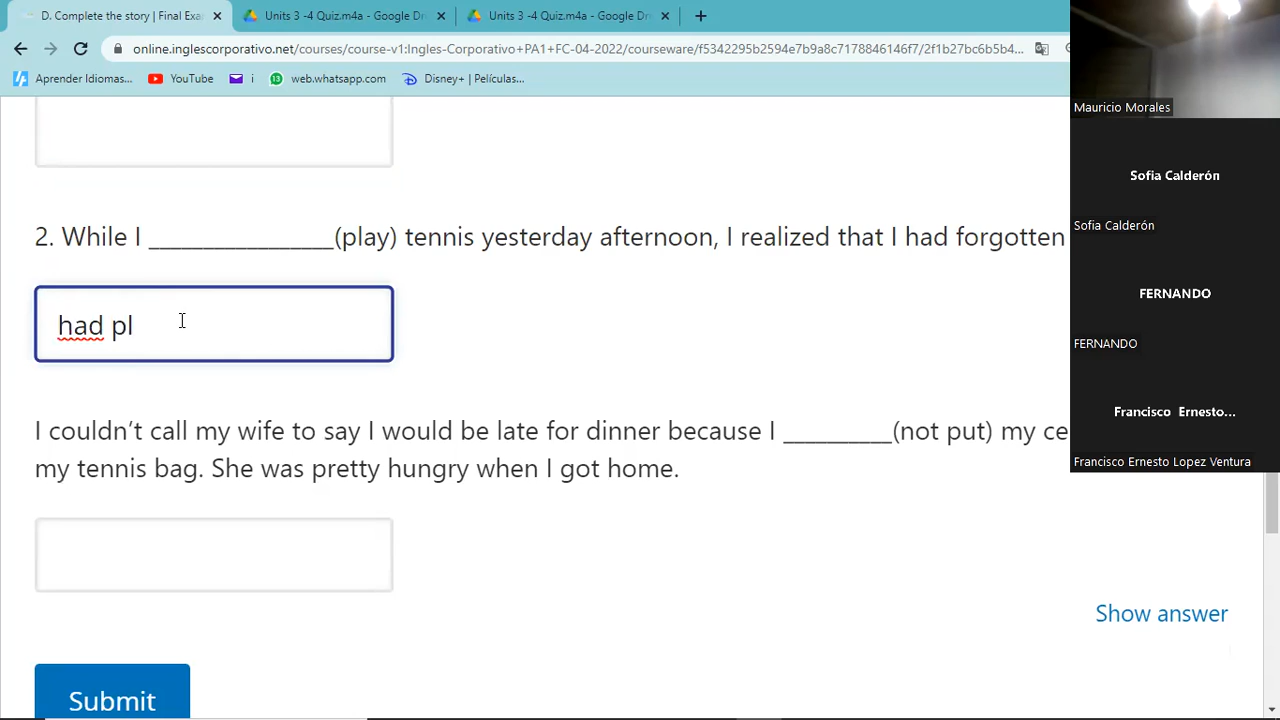 D. Complete the story | Final Exa
Units 3 -4 Quiz.m4a - Google Dri
Units 3 -4 Quiz.m4a - Google Dri
online.inglescorporativo.net/courses/course-v1:Ingles-Corporativo+PA1+FC-04-2022/courseware/f5342295b2594e7b9a8c7178846146f7/2f1b27bc6b5b4...
Aprender Idiomas...
YouTube
i
13
web.whatsapp.com
Disney+ | Películas,...
Mauricio Morales
Sofia Calderón
Sofia Calderón
2. While I ________________(play) tennis yesterday afternoon, I realized that I had forgotten
FERNANDO
had pl
FERNANDO
Francisco Ernesto...
I couldn’t call my wife to say I would be late for dinner because I __________(not put) my ce
Francisco Ernesto Lopez Ventura
my tennis bag. She was pretty hungry when I got home.
Show answer
Submit